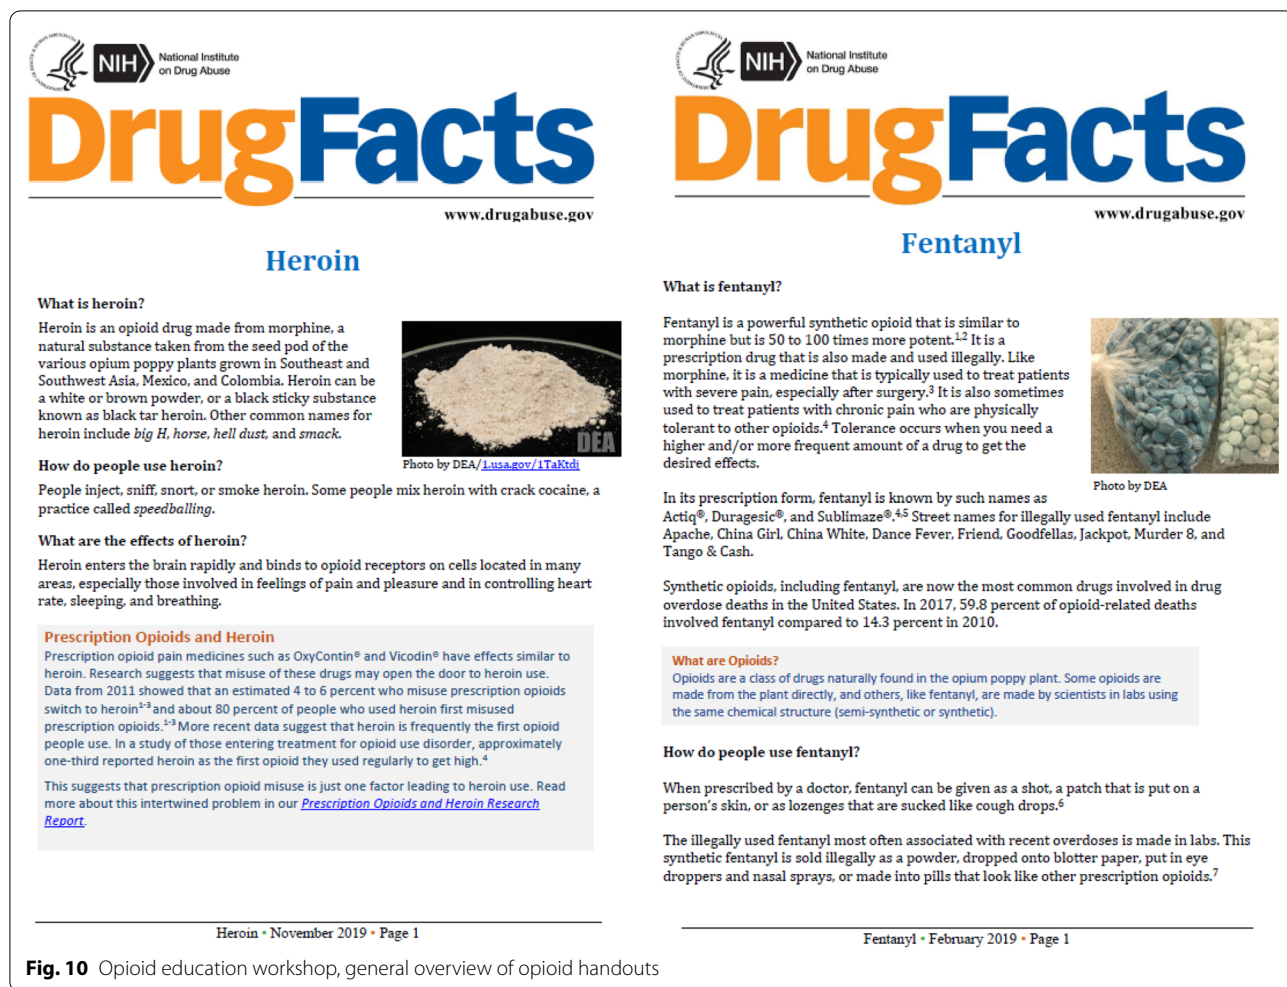 NIH
National Institute
on Drug Abuse
DrugFacts
www.drugabuse.gov
Heroin
What is heroin?
Heroin is an opioid drug made from morphine, a
natural substance taken from the seed pod of the
various opium poppy plants grown in Southeast and
Southwest Asia, Mexico, and Colombia. Heroin can be
a white or brown powder, or a black sticky substance
known as black tar heroin. Other common names for
heroin include big H, horse, hell dust, and smack.
DEA
Photo by DEA/1.usa.gov/1TaKtdj
How do people use heroin?
People inject, sniff, snort, or smoke heroin. Some people mix heroin with crack cocaine, a
practice called speedballing.
What are the effects of heroin?
Heroin enters the brain rapidly and binds to opioid receptors on cells located in many
areas, especially those involved in feelings of pain and pleasure and in controlling heart
rate, sleeping, and breathing.
Prescription Opioids and Heroin
Prescription opioid pain medicines such as OxyContin® and Vicodin® have effects similar to
heroin. Research suggests that misuse of these drugs may open the door to heroin use.
Data from 2011 showed that an estimated 4 to 6 percent who misuse prescription opioids
switch to heroin1-3 and about 80 percent of people who used heroin first misused
prescription opioids.1-3 More recent data suggest that heroin is frequently the first opioid
people use. In a study of those entering treatment for opioid use disorder, approximately
one-third reported heroin as the first opioid they used regularly to get high.4
This suggests that prescription opioid misuse is just one factor leading to heroin use. Read
more about this intertwined problem in our Prescription Opioids and Heroin Research
Report.
Heroin • November 2019 • Page 1
NIH
National Institute
on Drug Abuse
DrugFacts
www.drugabuse.gov
Fentanyl
What is fentanyl?
Fentanyl is a powerful synthetic opioid that is similar to
morphine but is 50 to 100 times more potent.1,2 It is a
prescription drug that is also made and used illegally. Like
morphine, it is a medicine that is typically used to treat patients
with severe pain, especially after surgery.3 It is also sometimes
used to treat patients with chronic pain who are physically
tolerant to other opioids.4 Tolerance occurs when you need a
higher and/or more frequent amount of a drug to get the
desired effects.
Photo by DEA
In its prescription form, fentanyl is known by such names as
Actiq®, Duragesic®, and Sublimaze®.4,5 Street names for illegally used fentanyl include
Apache, China Girl, China White, Dance Fever, Friend, Goodfellas, Jackpot, Murder 8, and
Tango & Cash.
Synthetic opioids, including fentanyl, are now the most common drugs involved in drug
overdose deaths in the United States. In 2017, 59.8 percent of opioid-related deaths
involved fentanyl compared to 14.3 percent in 2010.
What are Opioids?
Opioids are a class of drugs naturally found in the opium poppy plant. Some opioids are
made from the plant directly, and others, like fentanyl, are made by scientists in labs using
the same chemical structure (semi-synthetic or synthetic).
How do people use fentanyl?
When prescribed by a doctor, fentanyl can be given as a shot, a patch that is put on a
person's skin, or as lozenges that are sucked like cough drops.6
The illegally used fentanyl most often associated with recent overdoses is made in labs. This
synthetic fentanyl is sold illegally as a powder, dropped onto blotter paper, put in eye
droppers and nasal sprays, or made into pills that look like other prescription opioids.7
Fentanyl • February 2019 • Page 1
Fig. 10 Opioid education workshop, general overview of opioid handouts